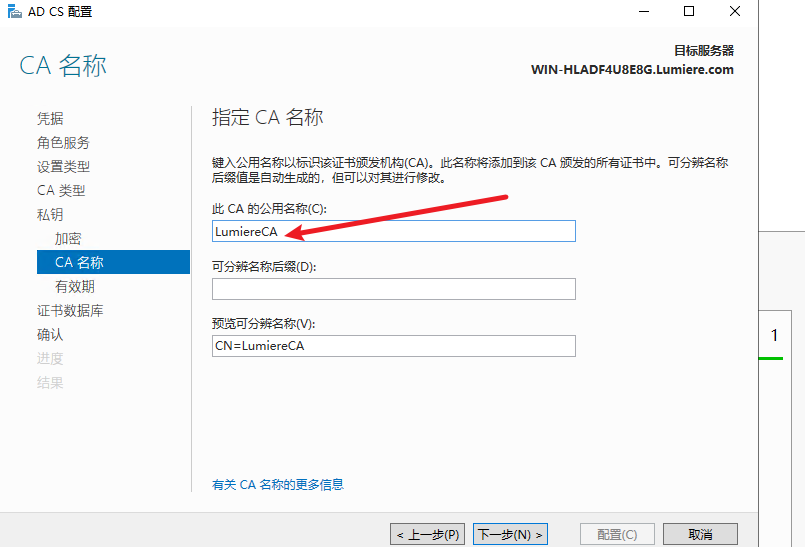 AD CS 配置
CA 名称
目标服务器
WIN-HLADF4U8E8G.Lumiere.com
凭据
角色服务
设置类型
CA 类型
私钥
加密
CA 名称
有效期
证书数据库
确认
进度
结果
指定 CA 名称
键入公用名称以标识该证书颁发机构(CA)。此名称将添加到该 CA 颁发的所有证书中。可分辨名称
后缀值是自动生成的，但可以对其进行修改。
此 CA 的公用名称(C):
LumiereCA
可分辨名称后缀(D):
预览可分辨名称(V):
CN=LumiereCA
有关 CA 名称的更多信息
< 上一步(P)
下一步(N) >
配置(C)
取消
1